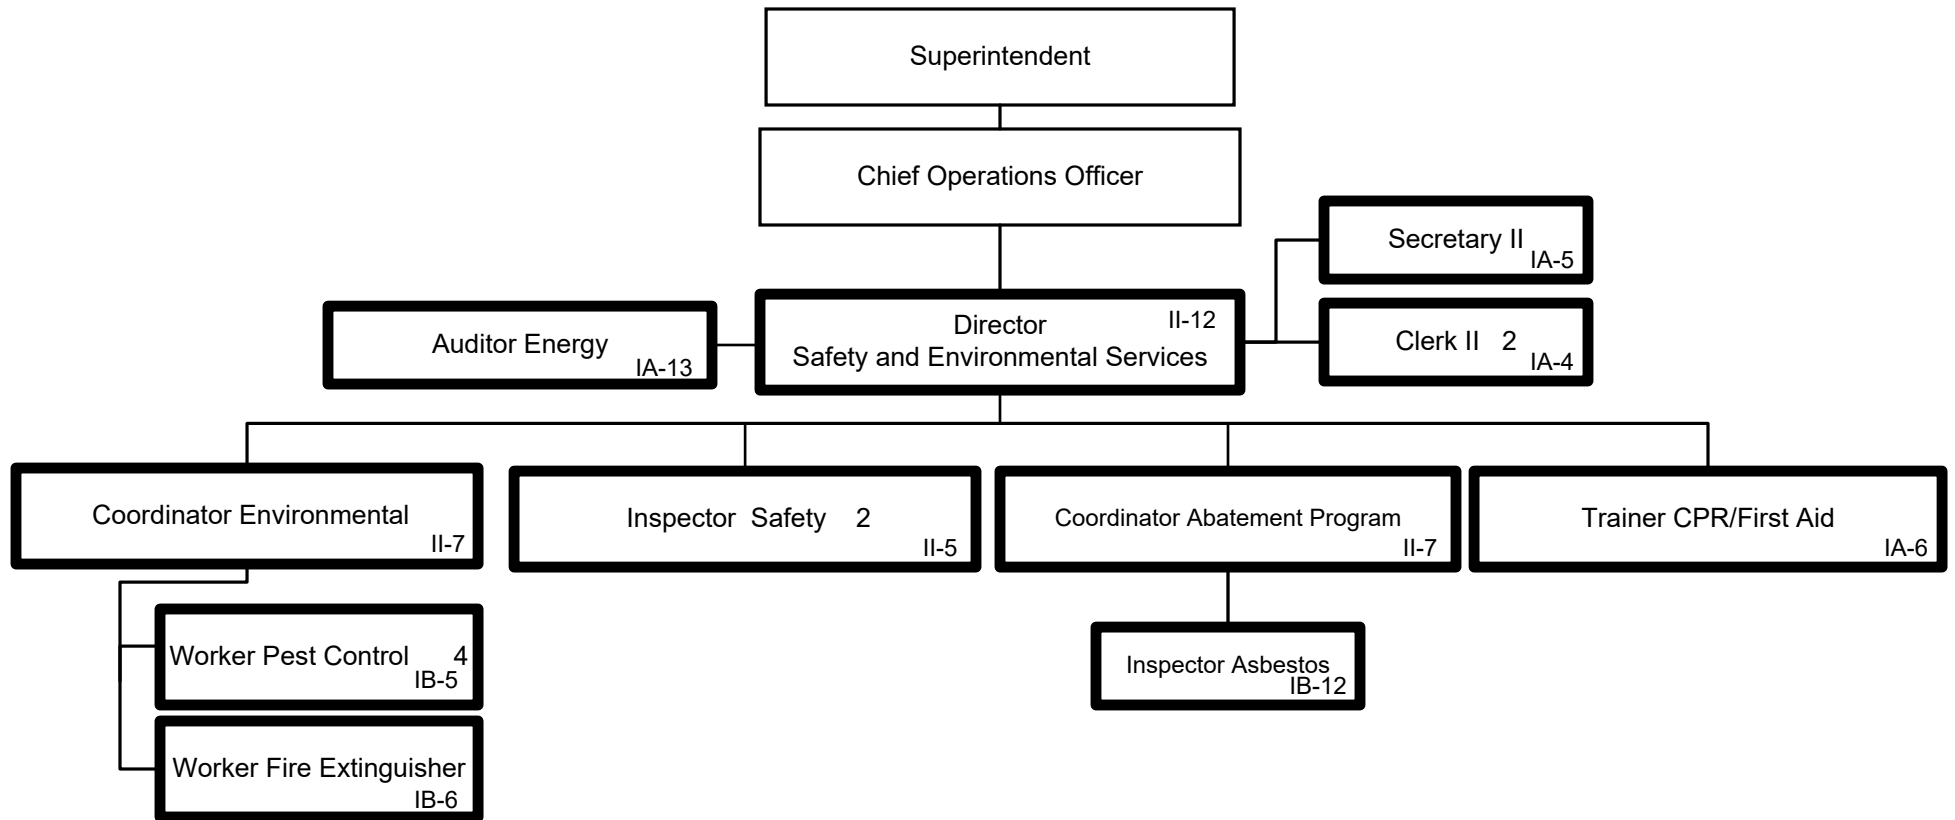 Superintendent
Chief Operations Officer
Secretary II
IA-5
Director II-12
Safety and Environmental Services
Auditor Energy
IA-13
Clerk II 2
IA-4
Coordinator Environmental
II-7
Inspector Safety 2
II-5
Coordinator Abatement Program
II-7
Trainer CPR/First Aid
IA-6
Worker Pest Control 4
IB-5
Inspector Asbestos
IB-12
Worker Fire Extinguisher
IB-6